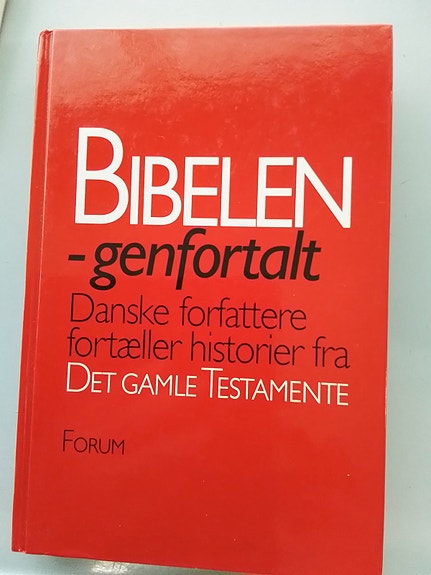 BIBELEN
-genfortalt
Danske forfattere
fortæller historier fra
DET GAMLE TESTAMENTE
FORUM